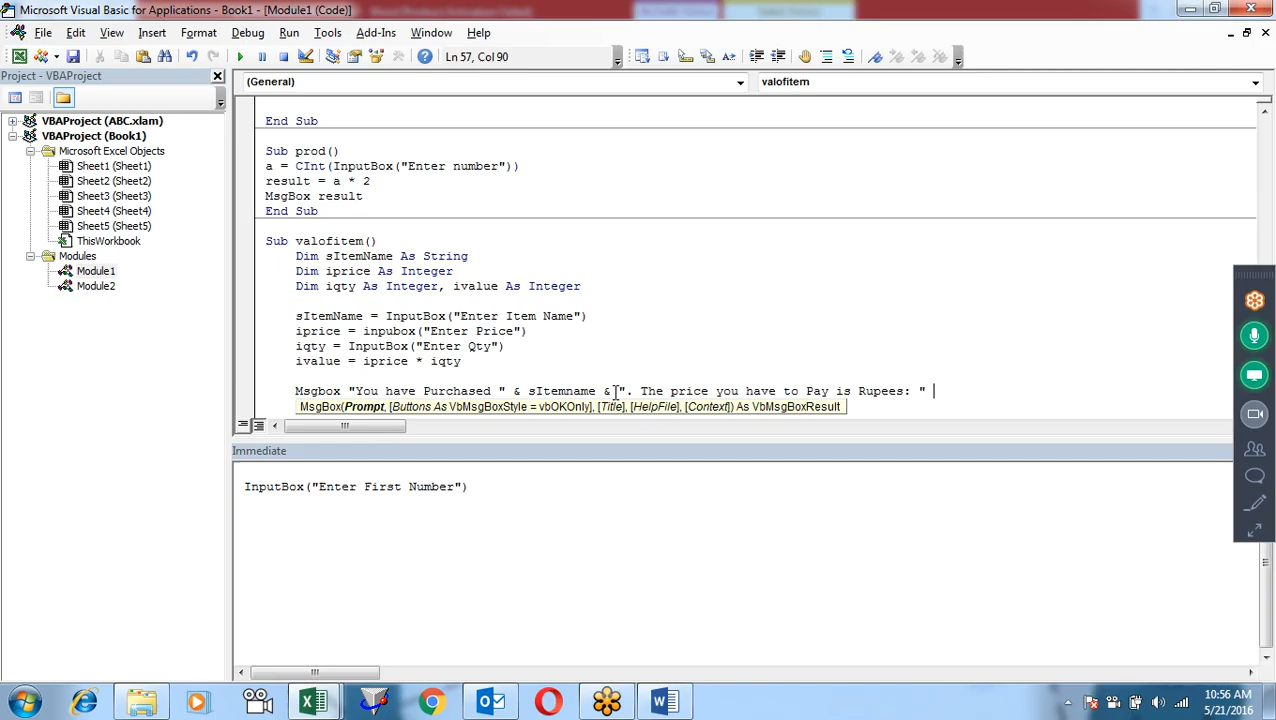 Microsoft Visual Basic for Applications - Book1 - [Module1 (Code)]
File Edit View Insert Format Debug Run Tools Add-Ins Window Help
Ln 57, Col 90
Project - VBAProject
(General) valofitem
VBAProject (ABC.xlam)
VBAProject (Book1)
Microsoft Excel Objects
Sheet1 (Sheet1)
Sheet2 (Sheet2)
Sheet3 (Sheet3)
Sheet4 (Sheet4)
Sheet5 (Sheet5)
ThisWorkbook
Modules
Module1
Module2
End Sub
Sub prod()
a = CInt(InputBox("Enter number"))
result = a * 2
MsgBox result
End Sub
Sub valofitem()
Dim sItemName As String
Dim iprice As Integer
Dim iqty As Integer, ivalue As Integer
sItemName = InputBox("Enter Item Name")
iprice = inpubox("Enter Price")
iqty = InputBox("Enter Qty")
ivalue = iprice * iqty
Msgbox "You have Purchased " & sItemname & ". The price you have to Pay is Rupees: "
MsgBox(Prompt, [Buttons As VbMsgBoxStyle = vbOKOnly], [Title], [HelpFile], [Context]) As VbMsgBoxResult
Immediate
InputBox("Enter First Number")
10:56 AM
5/21/2016